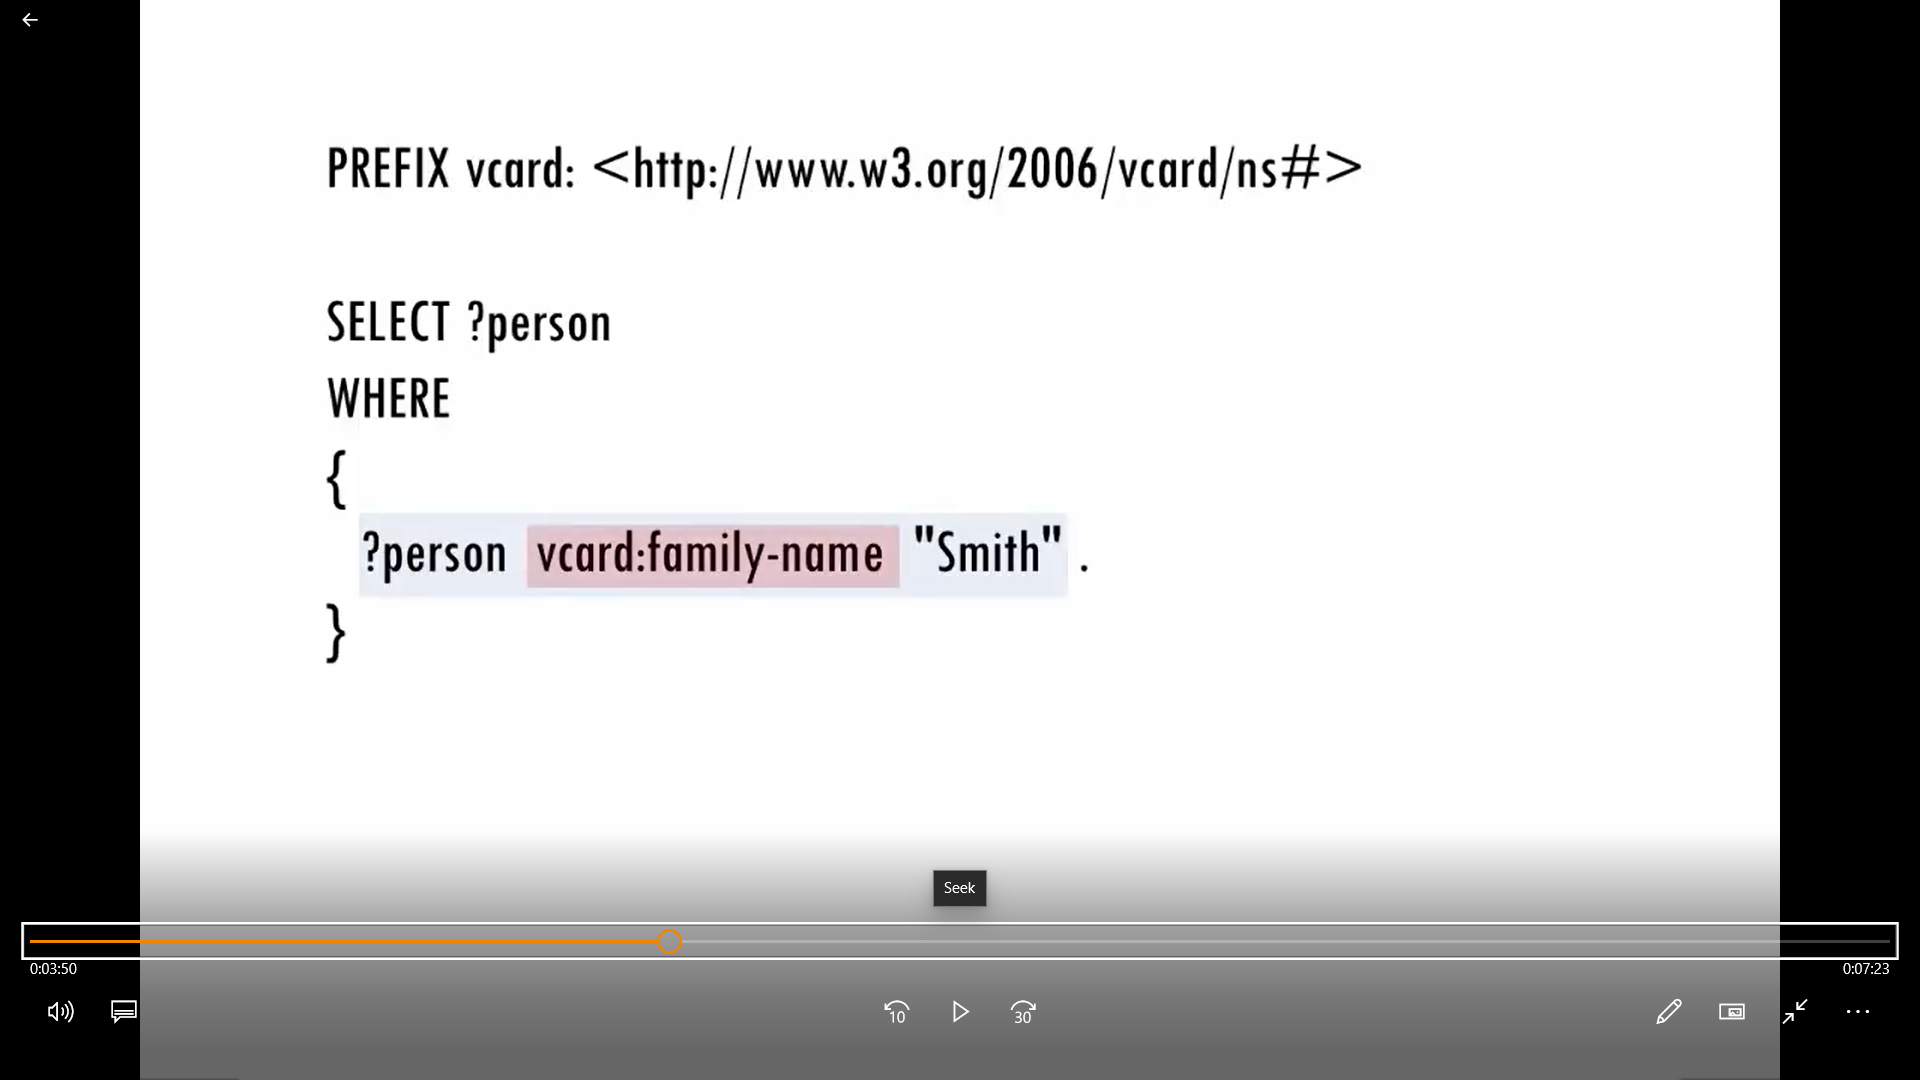 PREFIX vcard: <http://www.w3.org/2006/vcard/ns#>
SELECT ?person
WHERE
{
?person vcard:family-name "Smith" .
}
Seek
0:03:50
0:07:23
10
30